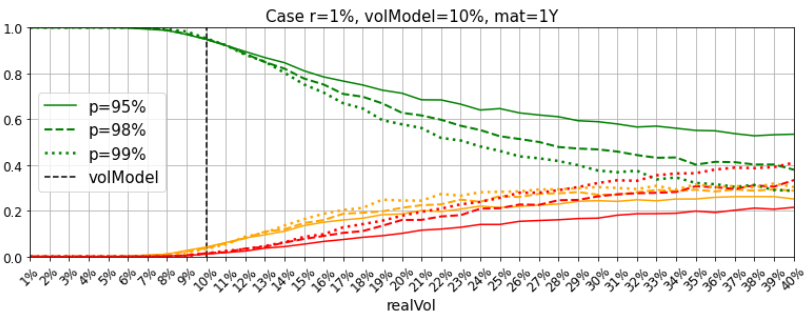 Case r=1%, volModel=10%, mat=1Y
1.0
0.8
0.6
0.4
0.2
0.0
p=95%
p=98%
p=99%
volModel
1% 2% 3% 4% 5% 6% 7% 8% 9% 10% 11% 12% 13% 14% 15% 16% 17% 18% 19% 20% 21% 22% 23% 24% 25% 26% 27% 28% 29% 30% 31% 32% 33% 34% 35% 36% 37% 38% 39% 40%
realVol